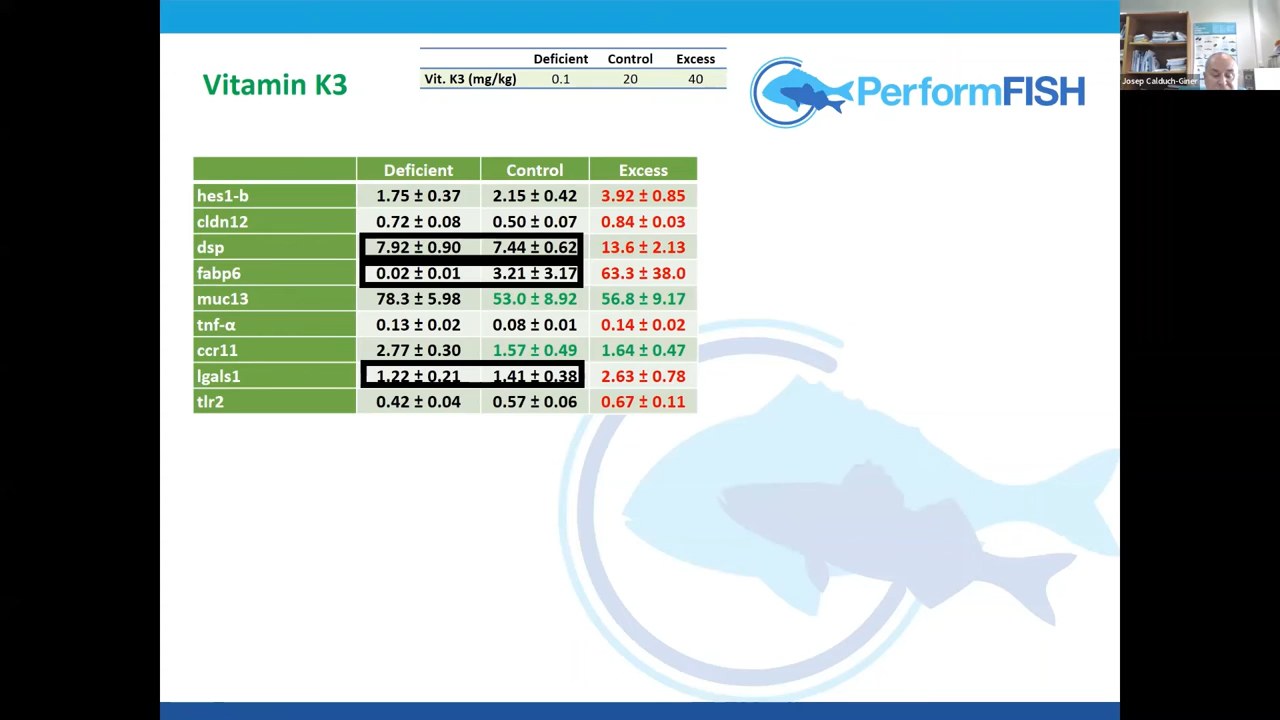 Deficient Control Excess
Vitamin K3
Vit. K3 (mg/kg) 0.1 20 40
PerformFISH
Josep Calduch-Giner
Deficient Control Excess
hes1-b 1.75 ± 0.37 2.15 ± 0.42 3.92 ± 0.85
cldn12 0.72 ± 0.08 0.50 ± 0.07 0.84 ± 0.03
dsp 7.92 ± 0.90 7.44 ± 0.62 13.6 ± 2.13
fabp6 0.02 ± 0.01 3.21 ± 3.17 63.3 ± 38.0
muc13 78.3 ± 5.98 53.0 ± 8.92 56.8 ± 9.17
tnf-α 0.13 ± 0.02 0.08 ± 0.01 0.14 ± 0.02
ccr11 2.77 ± 0.30 1.57 ± 0.49 1.64 ± 0.47
lgals1 1.22 ± 0.21 1.41 ± 0.38 2.63 ± 0.78
tlr2 0.42 ± 0.04 0.57 ± 0.06 0.67 ± 0.11